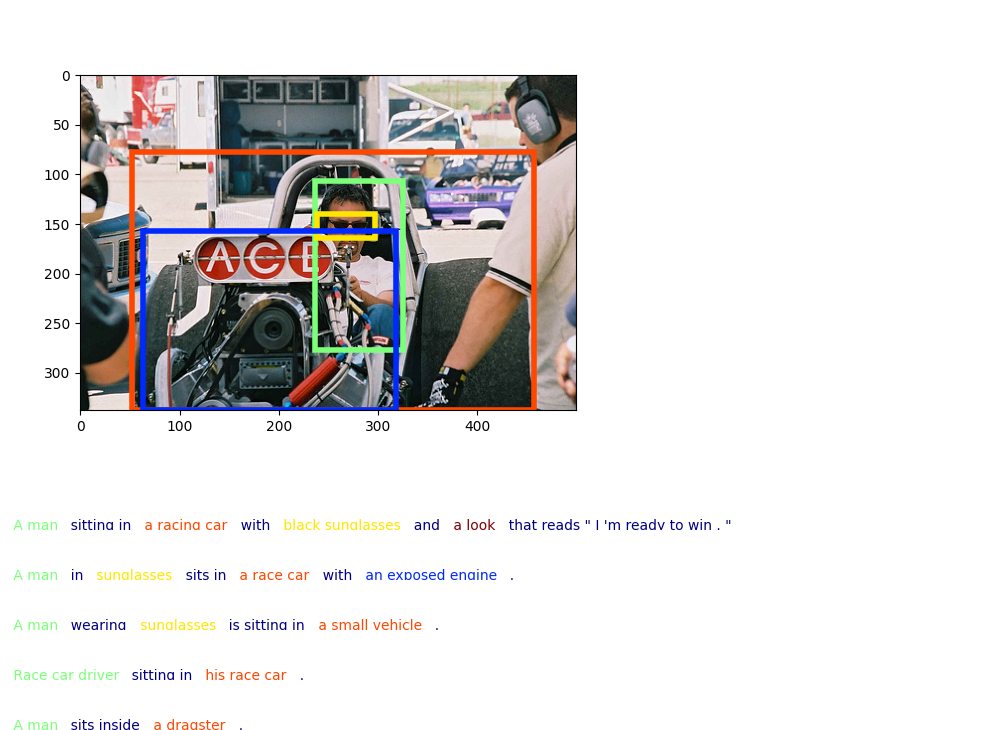 0
50
100
150
200
250
300
ACE
0 100 200 300 400
A man sitting in a racing car with black sunglasses and a look that reads " I 'm ready to win . "
A man in sunglasses sits in a race car with an exposed engine .
A man wearing sunglasses is sitting in a small vehicle .
Race car driver sitting in his race car .
A man sits inside a dragster .